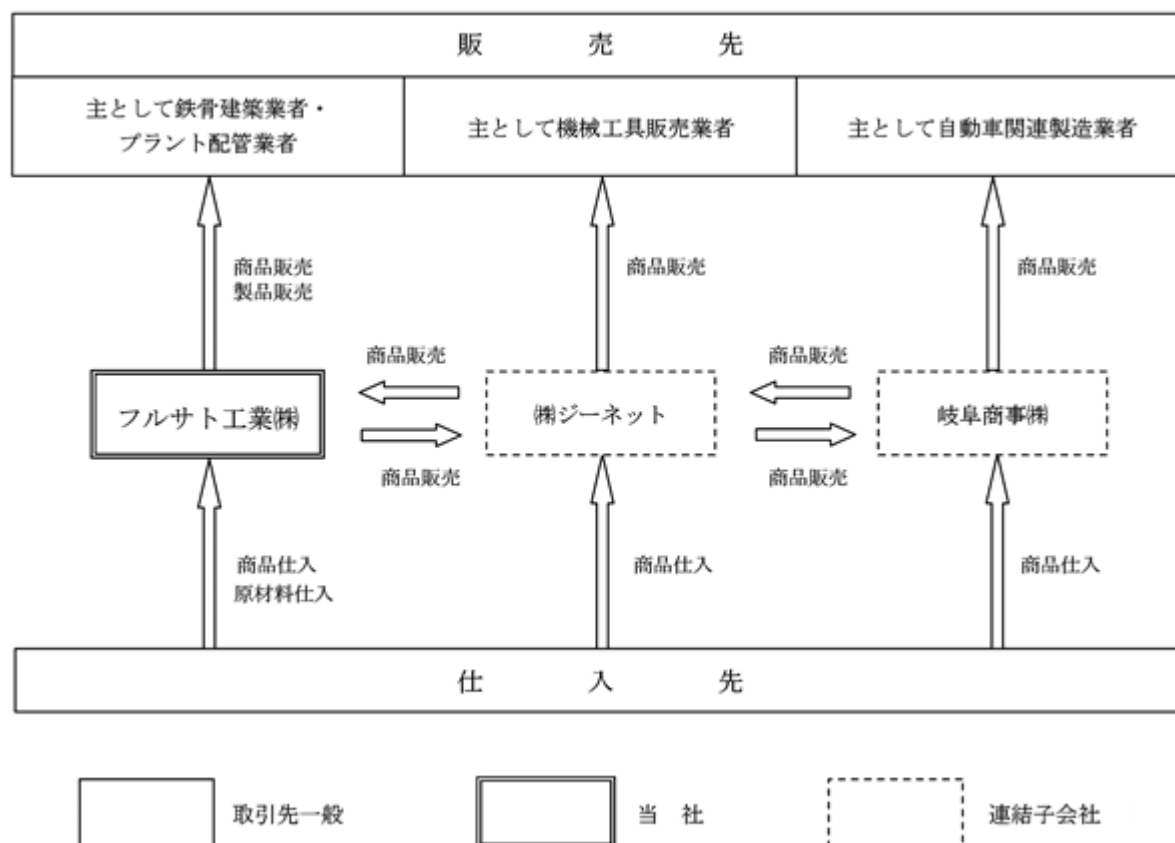 販売先
主として鉄骨建築業者・
プラント配管業者
主として機械工具販売業者
主として自動車関連製造業者
商品販売
製品販売
商品販売
商品販売
商品販売
商品販売
フルサト工業㈱
㈱ジーネット
岐阜商事㈱
商品販売
商品販売
商品仕入
原材料仕入
商品仕入
商品仕入
仕入先
取引先一般
当社
連結子会社